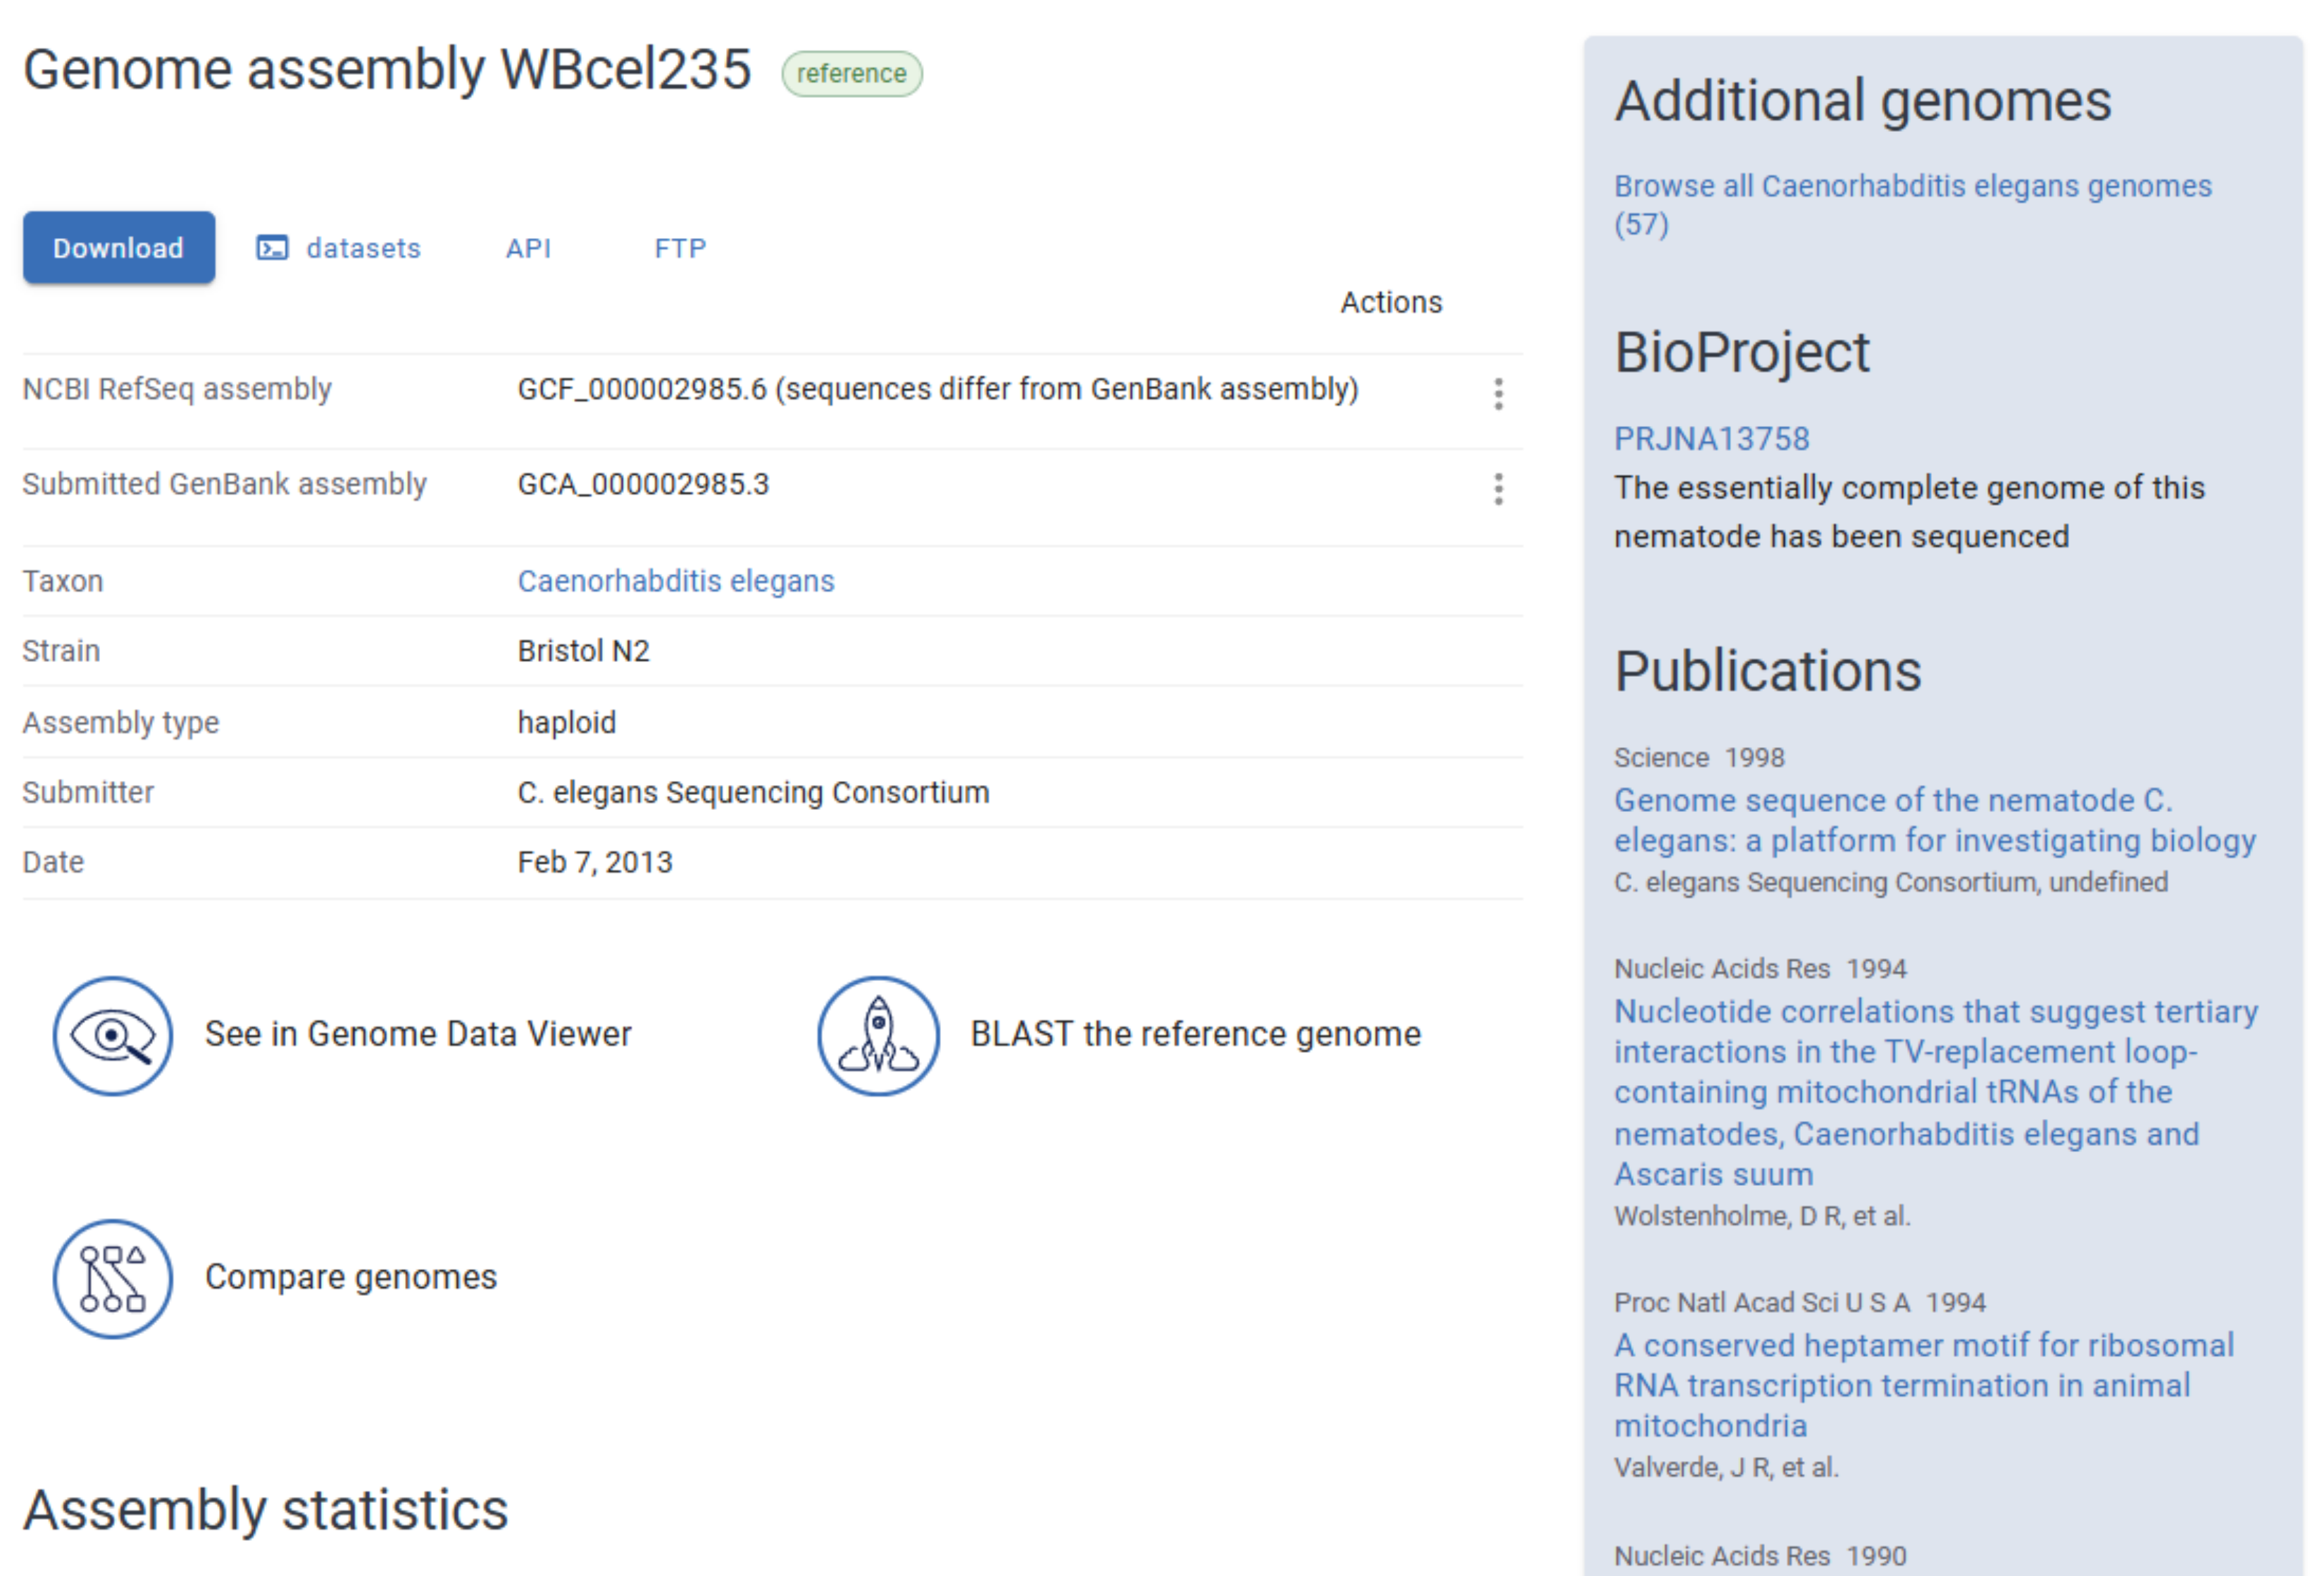 Genome assembly WBcel235 reference
Download datasets API FTP
Actions
NCBI RefSeq assembly GCF_000002985.6 (sequences differ from GenBank assembly)
Submitted GenBank assembly GCA_000002985.3
Taxon Caenorhabditis elegans
Strain Bristol N2
Assembly type haploid
Submitter C. elegans Sequencing Consortium
Date Feb 7, 2013
See in Genome Data Viewer
BLAST the reference genome
Compare genomes
Assembly statistics
Additional genomes
Browse all Caenorhabditis elegans genomes
(57)
BioProject
PRJNA13758
The essentially complete genome of this
nematode has been sequenced
Publications
Science 1998
Genome sequence of the nematode C.
elegans: a platform for investigating biology
C. elegans Sequencing Consortium, undefined
Nucleic Acids Res 1994
Nucleotide correlations that suggest tertiary
interactions in the TV-replacement loop-
containing mitochondrial tRNAs of the
nematodes, Caenorhabditis elegans and
Ascaris suum
Wolstenholme, D R, et al.
Proc Natl Acad Sci U S A 1994
A conserved heptamer motif for ribosomal
RNA transcription termination in animal
mitochondria
Valverde, J R, et al.
Nucleic Acids Res 1990